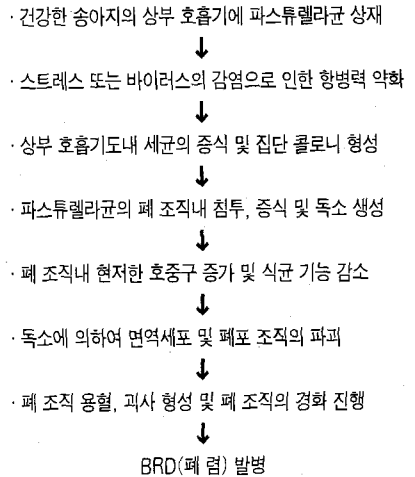 · 건강한 송아지의 상부 호흡기에 파스튜렐라균 상재
↓
· 스트레스 또는 바이러스의 감염으로 인한 항병력 약화
↓
· 상부 호흡기도내 세균의 증식 및 집단 콜로니 형성
↓
· 파스튜렐라균의 폐 조직내 침투, 증식 및 독소 생성
↓
· 폐 조직내 현저한 호중구 증가 및 식균 기능 감소
↓
· 독소에 의하여 면역세포 및 폐포 조직의 파괴
↓
· 폐 조직 용혈, 괴사 형성 및 폐 조직의 경화 진행
↓
BRD(폐 렴) 발병